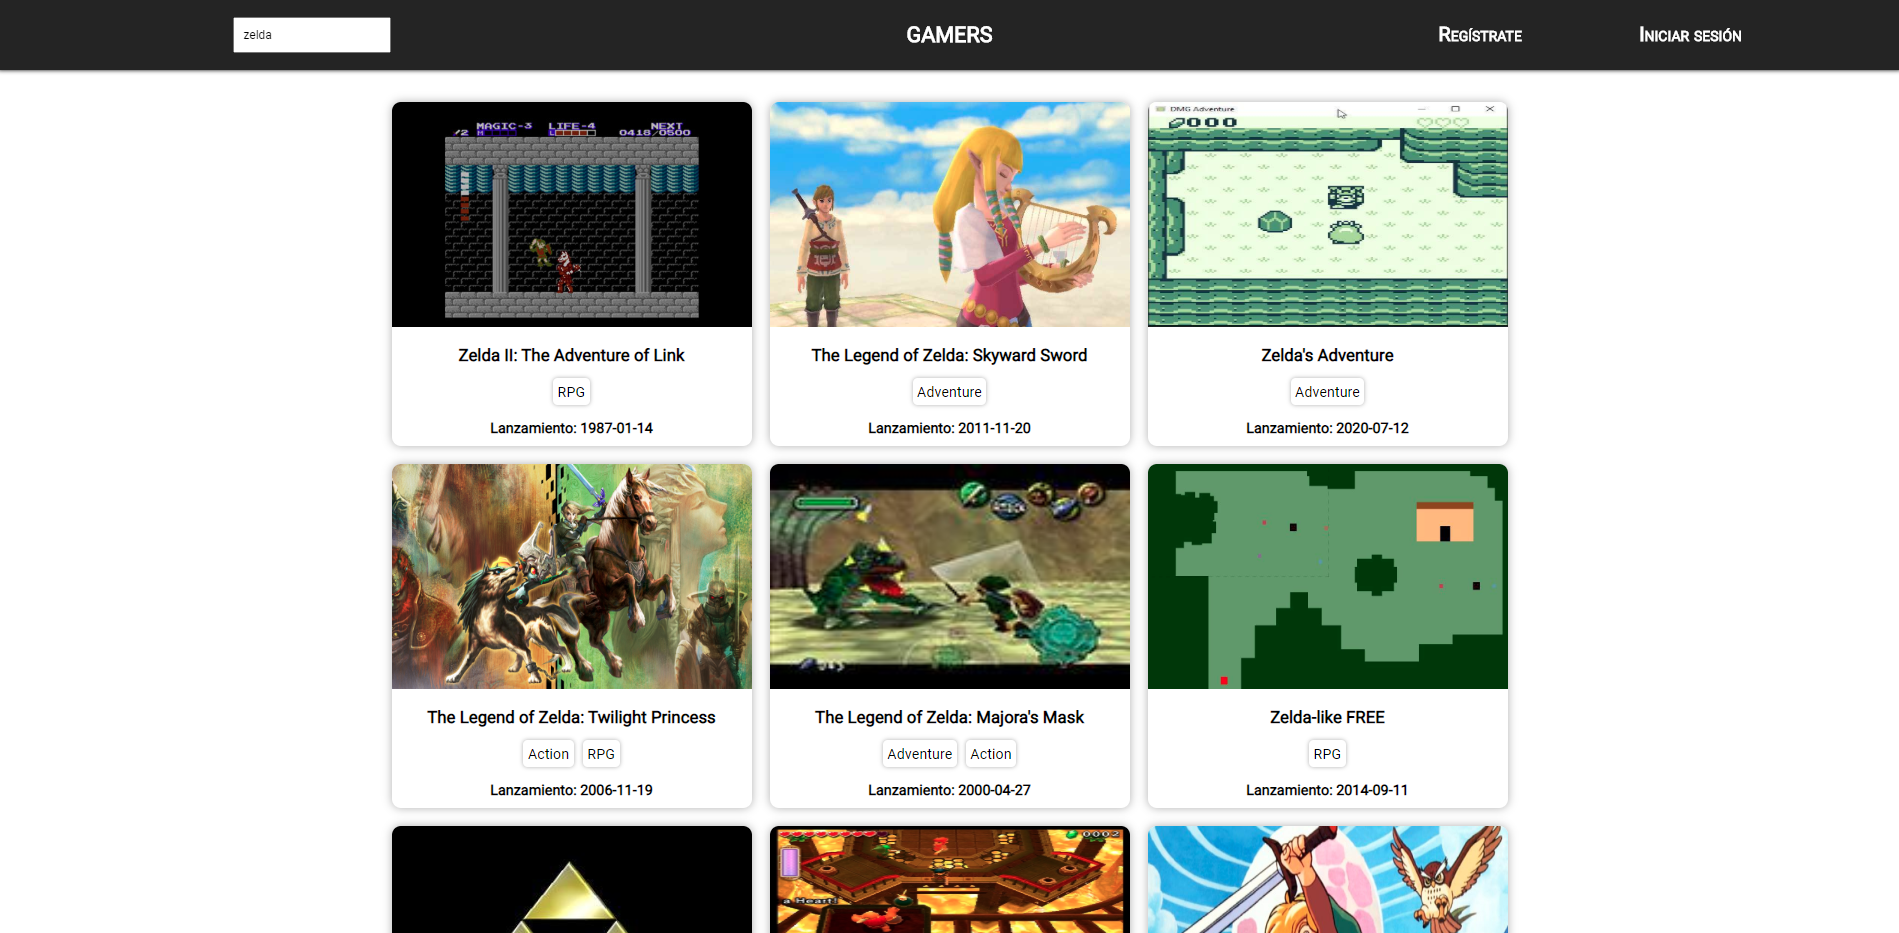 zelda
GAMERS
Regístrate
Iniciar sesión
MAGIC-3 LIFE-4 NEXT
0418/0500
DMG Adventure
000
Zelda II: The Adventure of Link
RPG
Lanzamiento: 1987-01-14
The Legend of Zelda: Skyward Sword
Adventure
Lanzamiento: 2011-11-20
Zelda's Adventure
Adventure
Lanzamiento: 2020-07-12
The Legend of Zelda: Twilight Princess
Action RPG
Lanzamiento: 2006-11-19
The Legend of Zelda: Majora's Mask
Adventure Action
Lanzamiento: 2000-04-27
Zelda-like FREE
RPG
Lanzamiento: 2014-09-11
0002
a Heart!